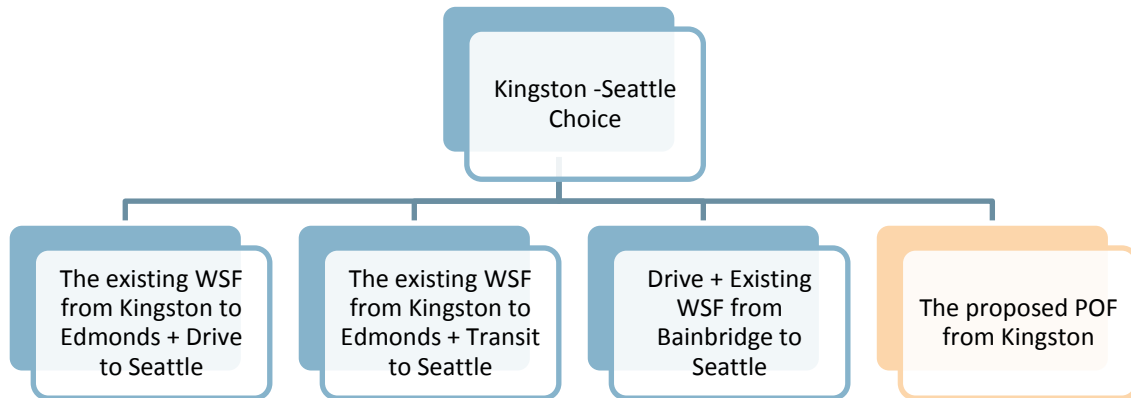 Kingston -Seattle
Choice
The existing WSF
from Kingston to
Edmonds + Drive
to Seattle
The existing WSF
from Kingston to
Edmonds + Transit
to Seattle
Drive + Existing
WSF from
Bainbridge to
Seattle
The proposed POF
from Kingston